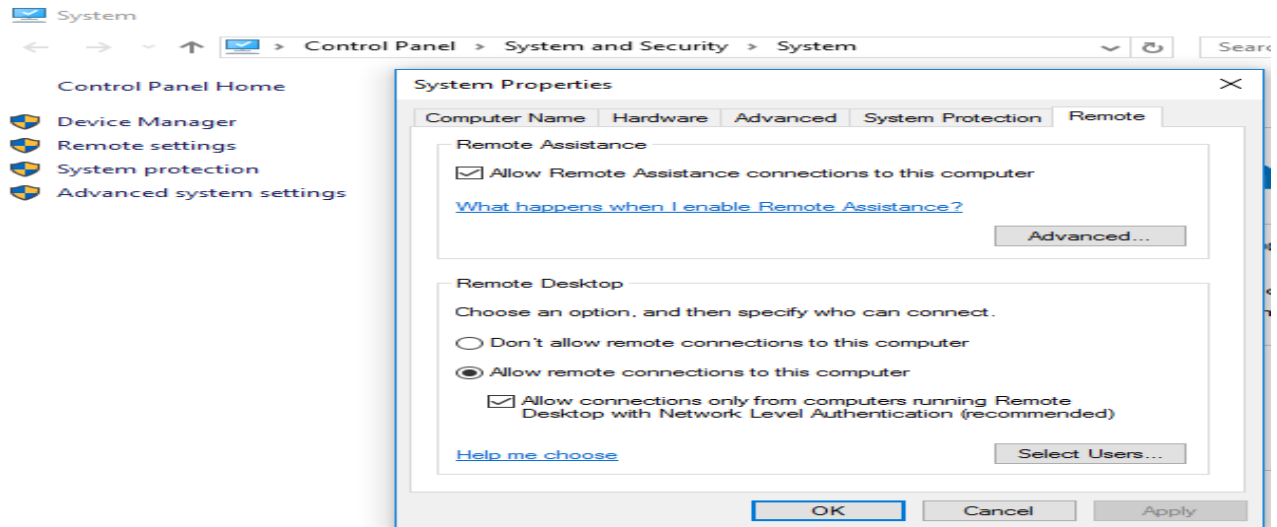 System
Control Panel > System and Security > System
Control Panel Home
Device Manager
Remote settings
System protection
Advanced system settings
System Properties
Computer Name Hardware Advanced System Protection Remote
Remote Assistance
Allow Remote Assistance connections to this computer
What happens when I enable Remote Assistance?
Advanced...
Remote Desktop
Choose an option, and then specify who can connect.
Don't allow remote connections to this computer
Allow remote connections to this computer
Allow connections only from computers running Remote
Desktop with Network Level Authentication (recommended)
Help me choose
Select Users...
OK Cancel Apply